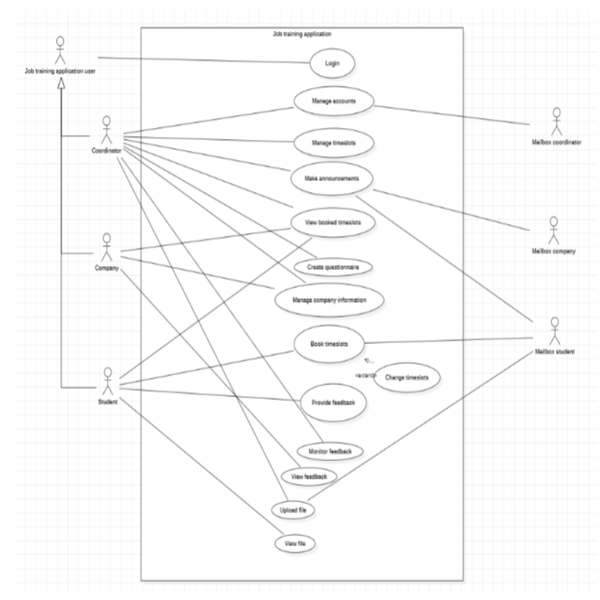 Job training application
Job training application user
Login
Manage accounts
Coordinator
Mailbox coordinator
Manage timeslots
Make announcements
View booked timeslots
Mailbox company
Company
Create questionnaire
Manage company information
Book timeslots
Mailbox student
Change timeslots
Student
Provide feedback
Monitor feedback
View feedback
Upload file
View file